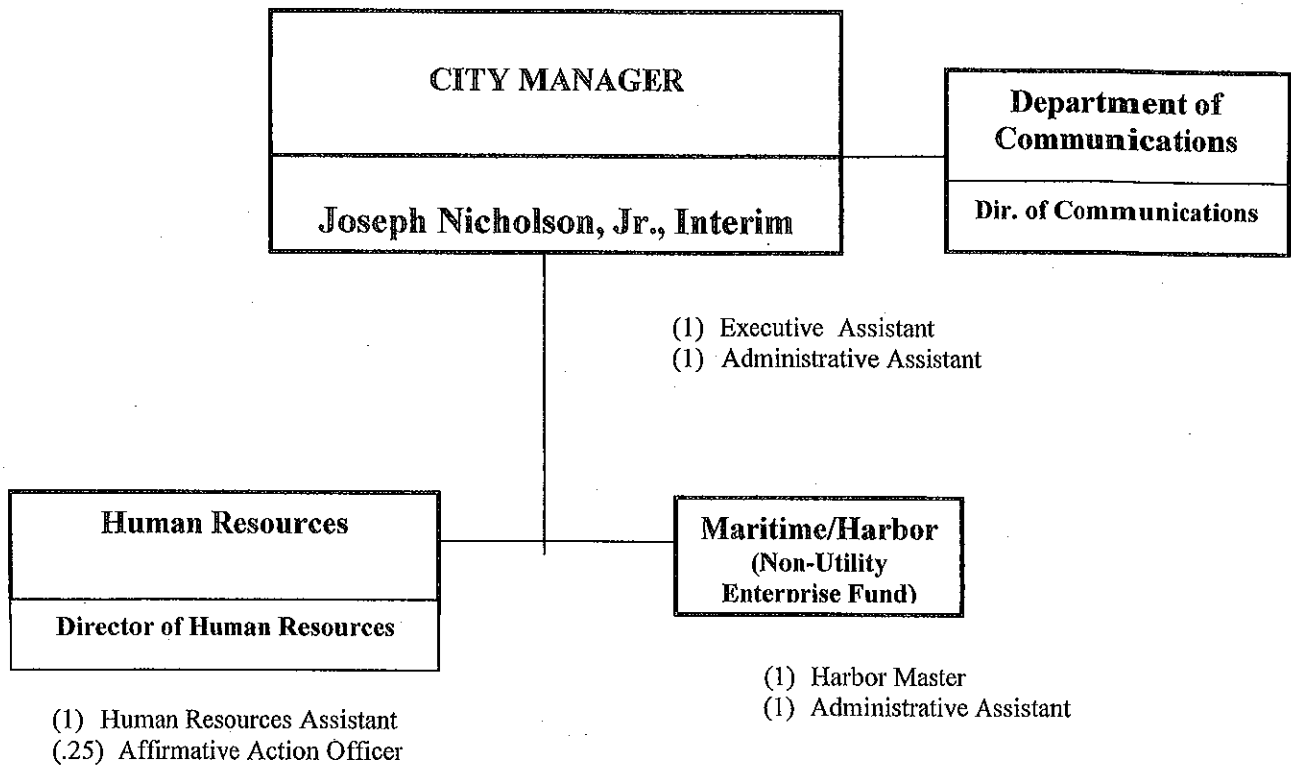 CITY MANAGER
Joseph Nicholson, Jr., Interim
Department of
Communications
Dir. of Communications
(1) Executive Assistant
(1) Administrative Assistant
Human Resources
Director of Human Resources
(1) Human Resources Assistant
(.25) Affirmative Action Officer
Maritime/Harbor
(Non-Utility
Enterprise Fund)
(1) Harbor Master
(1) Administrative Assistant